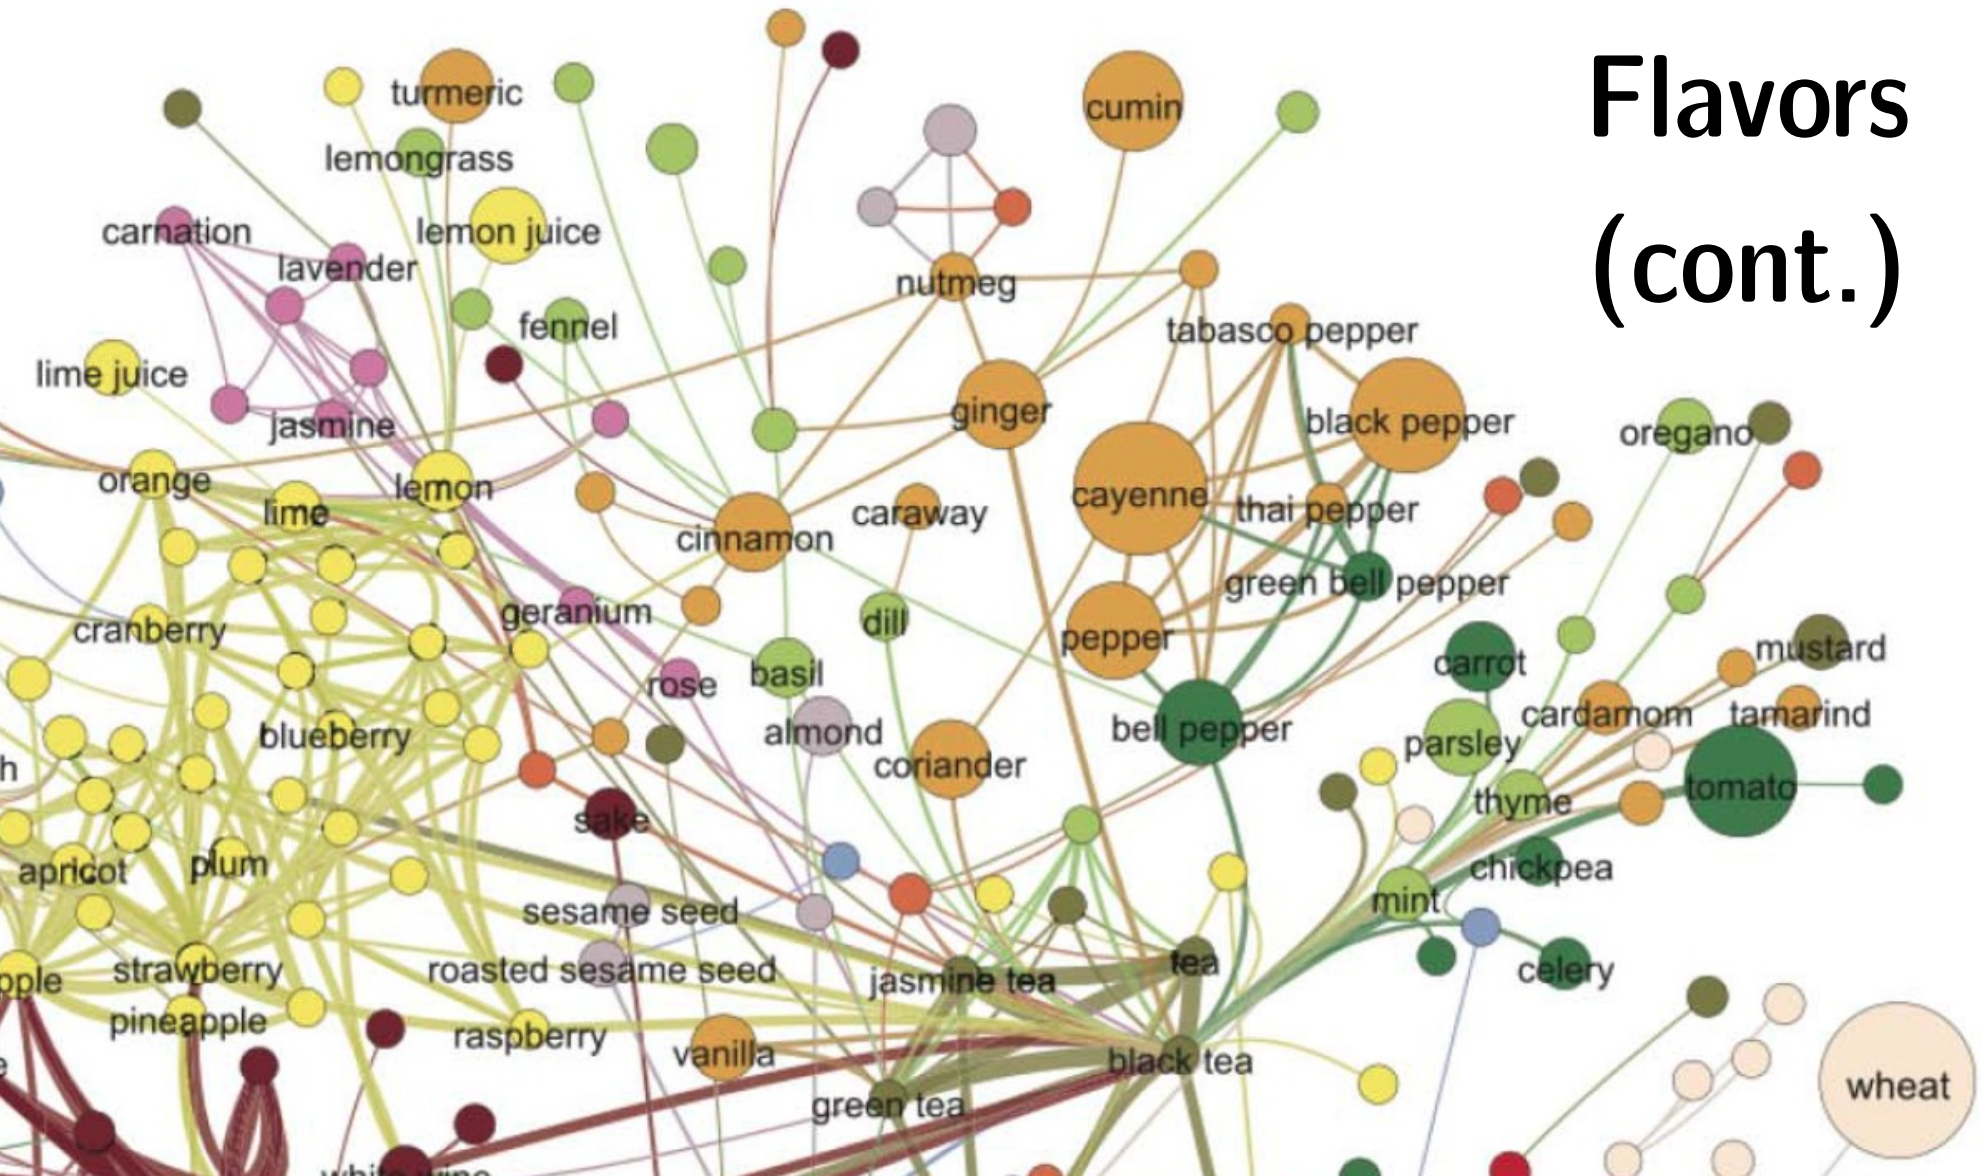 Flavors
(cont.)
turmeric
cumin
lemongrass
carnation
lemon juice
lavender
nutmeg
fennel
tabasco pepper
lime juice
ginger
black pepper
jasmine
oregano
orange
lemon
cayenne
lime
caraway
thai pepper
cinnamon
green bell pepper
geranium
cranberry
dill
pepper
mustard
carrot
basil
rose
cardamom
tamarind
bell pepper
almond
blueberry
parsley
coriander
h
tomato
thyme
sake
plum
apricot
chickpea
mint
sesame seed
tea
strawberry
roasted sesame seed
celery
jasmine tea
pple
pineapple
raspberry
vanilla
black tea
e
wheat
green tea
white wine